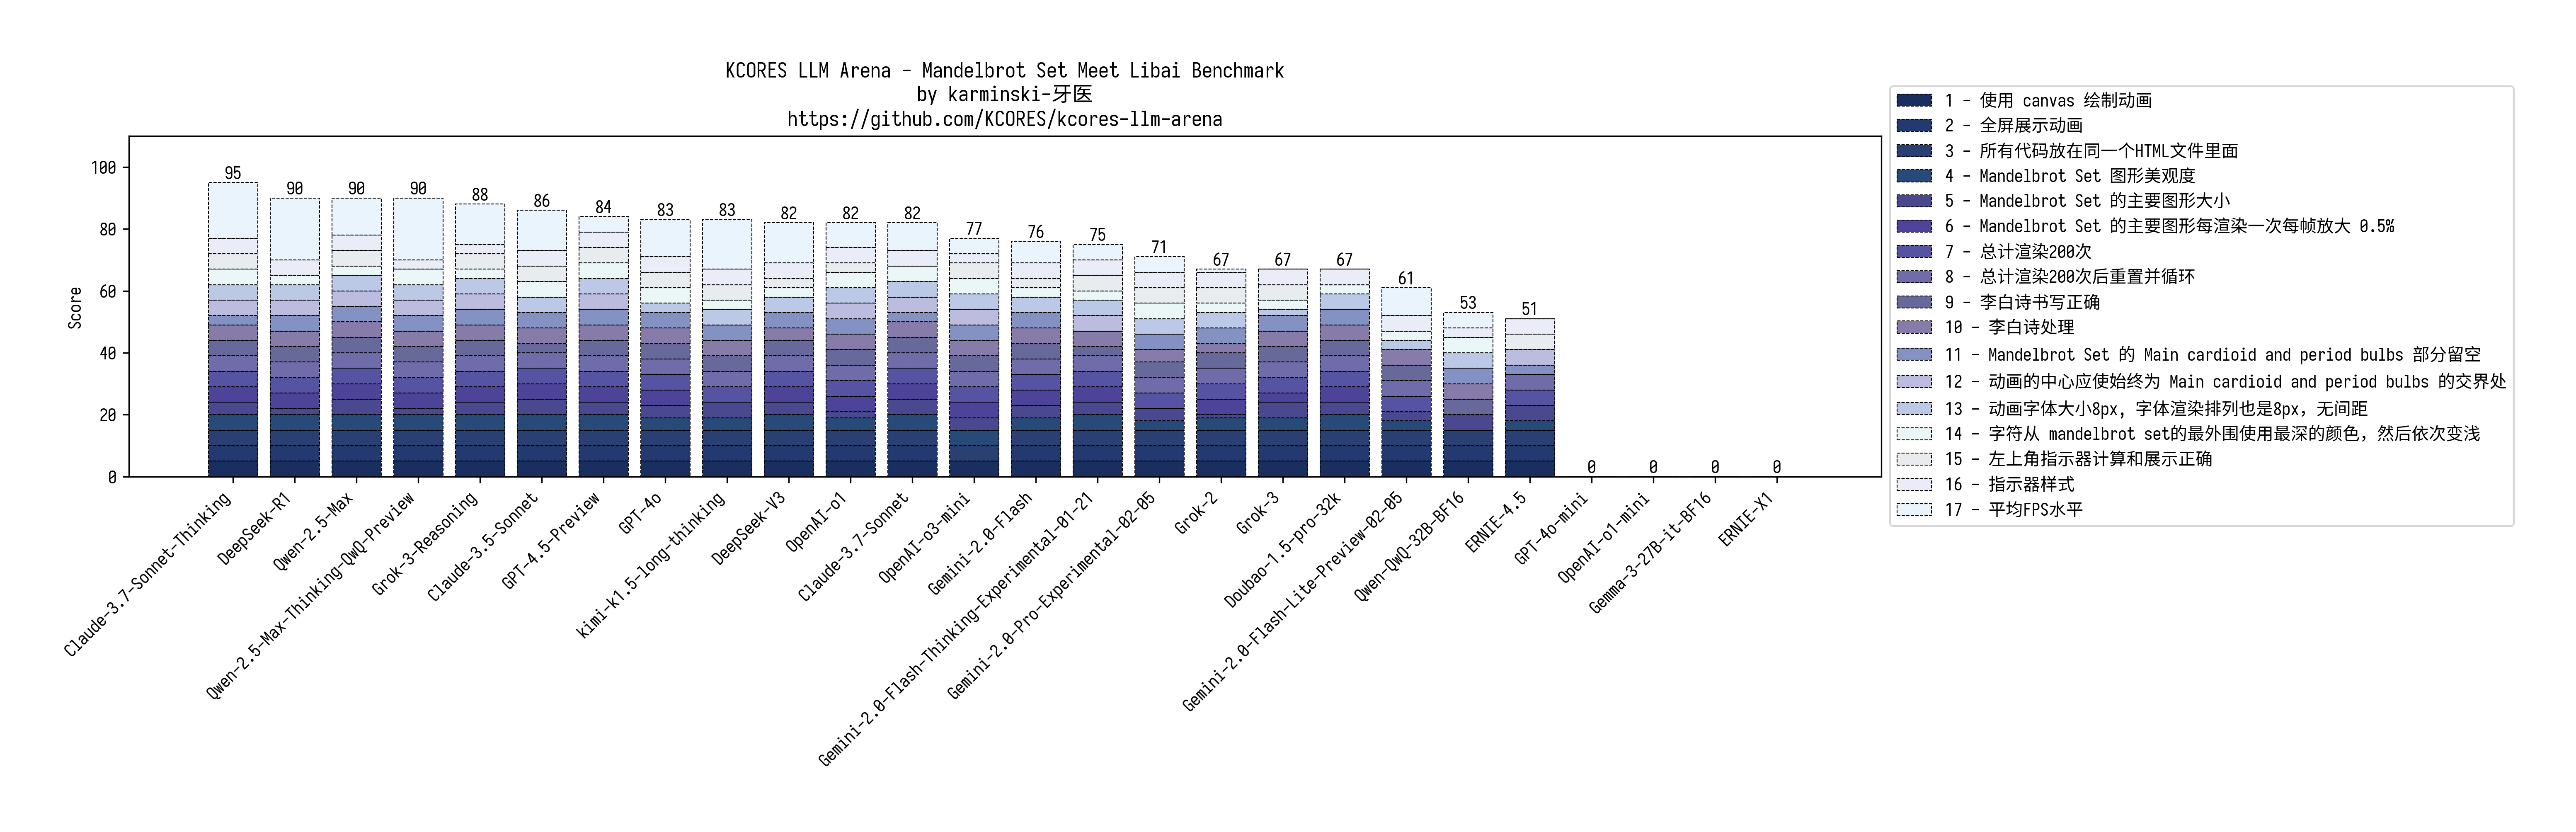 KCORES LLM Arena - Mandelbrot Set Meet Libai Benchmark
by karminski-牙医
https://github.com/KCORES/kcores-llm-arena
Score
100
80
60
40
20
0
95
90
90
90
88
86
84
83
83
82
82
82
77
76
75
71
67
67
67
61
53
51
0
0
0
0
Claude-3.7-Sonnet-Thinking
DeepSeek-R1
Qwen-2.5-Max
Qwen-2.5-Max-Thinking-QwQ-Preview
Grok-3-Reasoning
Claude-3.5-Sonnet
GPT-4.5-Preview
GPT-4o
kimi-k1.5-long-thinking
DeepSeek-V3
OpenAI-o1
Claude-3.7-Sonnet
OpenAI-o3-mini
Gemini-2.0-Flash
Gemini-2.0-Flash-Thinking-Experimental-01-21
Gemini-2.0-Pro-Experimental-02-05
Grok-2
Grok-3
Doubao-1.5-pro-32k
Gemini-2.0-Flash-Lite-Preview-02-05
Qwen-QwQ-32B-BF16
ERNIE-4.5
GPT-4o-mini
OpenAI-o1-mini
Gemma-3-27B-it-BF16
ERNIE-X1
1 - 使用 canvas 绘制动画
2 - 全屏展示动画
3 - 所有代码放在同一个HTML文件里面
4 - Mandelbrot Set 图形美观度
5 - Mandelbrot Set 的主要图形大小
6 - Mandelbrot Set 的主要图形每渲染一次每帧放大 0.5%
7 - 总计渲染200次
8 - 总计渲染200次后重置并循环
9 - 李白诗书写正确
10 - 李白诗处理
11 - Mandelbrot Set 的 Main cardioid and period bulbs 部分留空
12 - 动画的中心应使始终为 Main cardioid and period bulbs 的交界处
13 - 动画字体大小8px，字体渲染排列也是8px，无间距
14 - 字符从 mandelbrot set的最外围使用最深的颜色，然后依次变浅
15 - 左上角指示器计算和展示正确
16 - 指示器样式
17 - 平均FPS水平